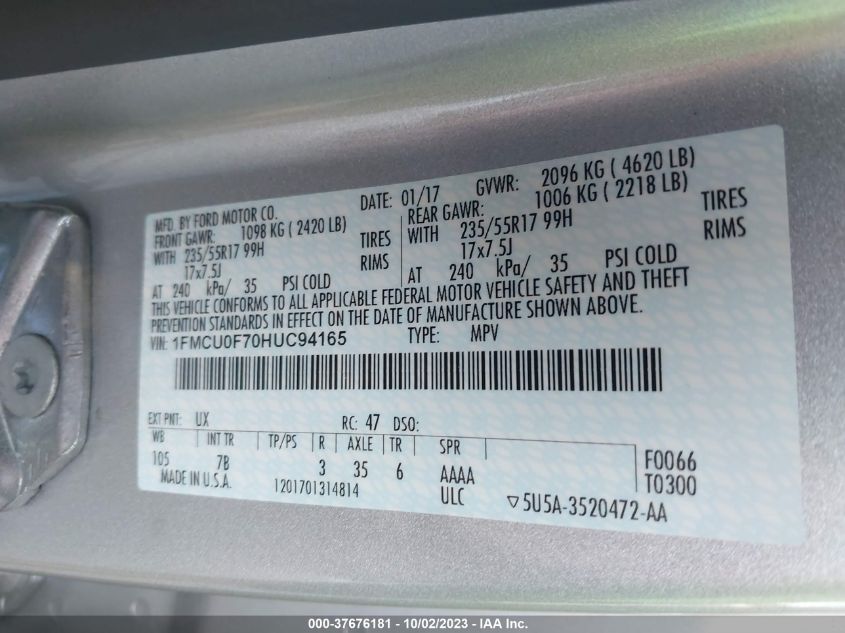 MFD. BY FORD MOTOR CO. DATE: 01/17 GVWR: 2096 KG ( 4620 LB)
FRONT GAWR: 1098 KG ( 2420 LB) REAR GAWR: 1006 KG ( 2218 LB)
WITH 235/55R17 99H TIRES WITH 235/55R17 99H TIRES
17x7.5J RIMS 17x7.5J RIMS
AT 240 kPa/ 35 PSI COLD AT 240 kPa/ 35 PSI COLD
THIS VEHICLE CONFORMS TO ALL APPLICABLE FEDERAL MOTOR VEHICLE SAFETY AND THEFT
PREVENTION STANDARDS IN EFFECT ON THE DATE OF MANUFACTURE SHOWN ABOVE.
VIN: 1FMCU0F70HUC94165 TYPE: MPV
EXT PNT: UX RC: 47 DSO:
WB INT TR TP/PS R AXLE TR SPR
105 7B 3 35 6 AAAA F0066
MADE IN U.S.A. 1201701314814 ULC T0300
▽5U5A-3520472-AA
000-37676181 - 10/02/2023 - IAA Inc.